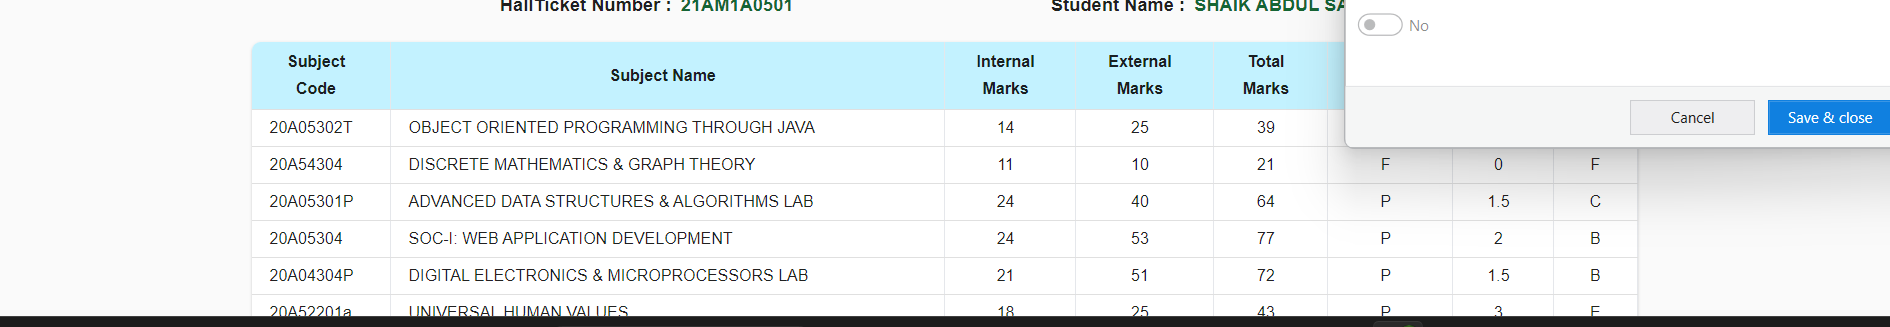 HallTicket Number : 21AM1A0501 Student Name : SHAIK ABDUL
No
Subject Code Subject Name Internal Marks External Marks Total Marks
Cancel Save & close
20A05302T OBJECT ORIENTED PROGRAMMING THROUGH JAVA 14 25 39
20A54304 DISCRETE MATHEMATICS & GRAPH THEORY 11 10 21 F 0 F
20A05301P ADVANCED DATA STRUCTURES & ALGORITHMS LAB 24 40 64 P 1.5 C
20A05304 SOC-I: WEB APPLICATION DEVELOPMENT 24 53 77 P 2 B
20A04304P DIGITAL ELECTRONICS & MICROPROCESSORS LAB 21 51 72 P 1.5 B
20A52201a UNIVERSAL HUMAN VALUES 18 25 43 P 3 E